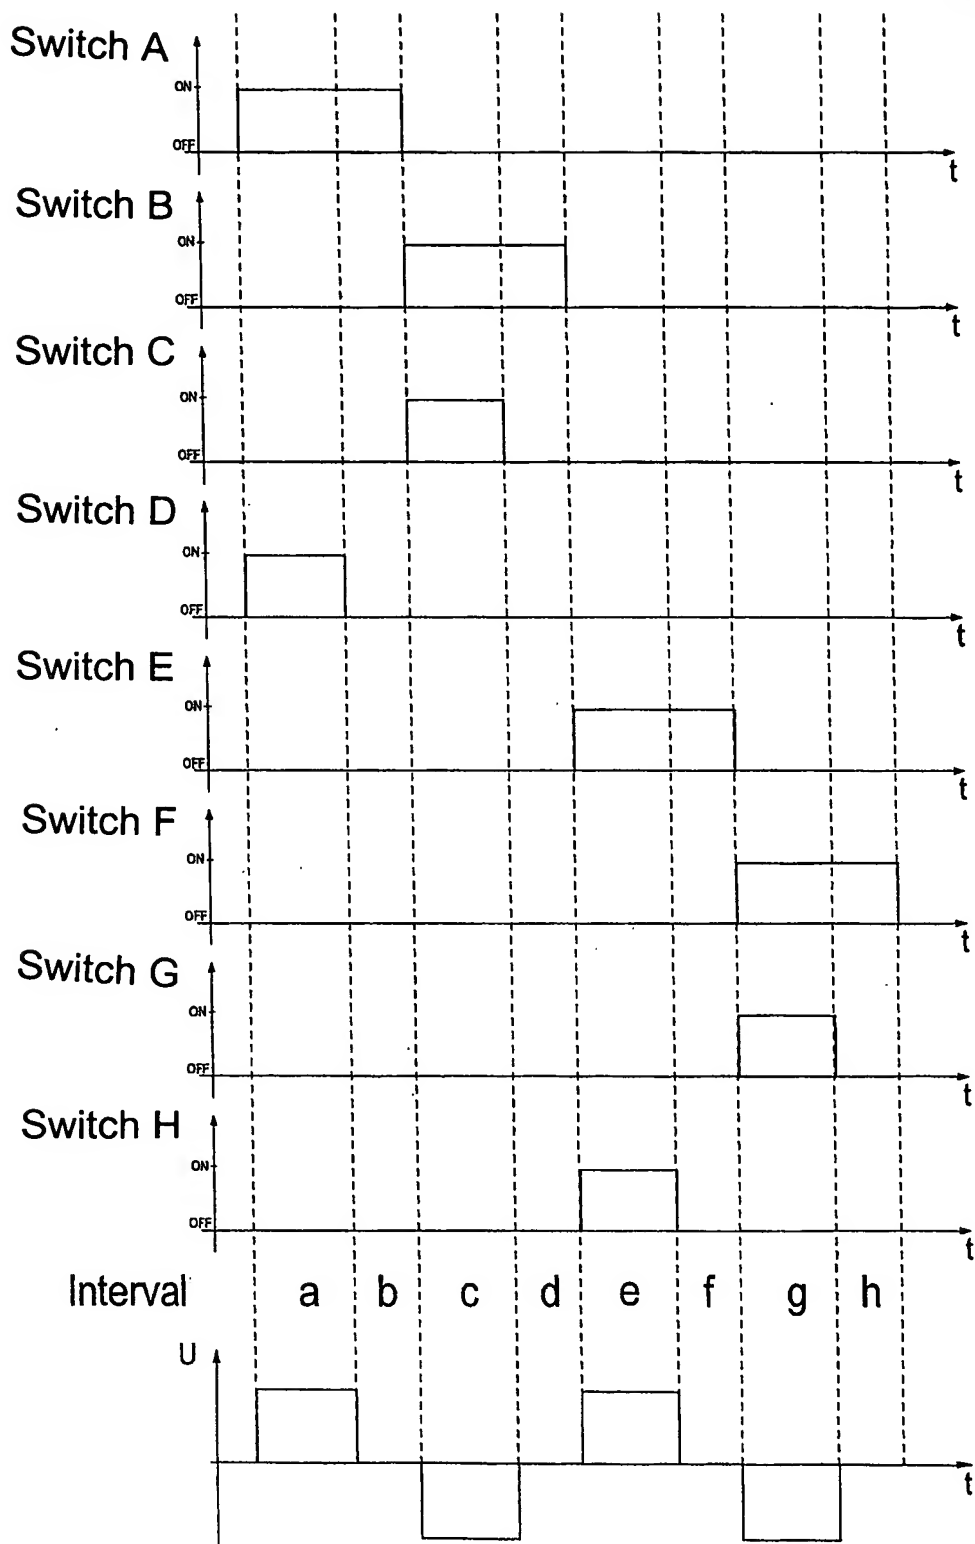 Switch A
ON
OFF
t
Switch B
ON
OFF
t
Switch C
ON
OFF
t
Switch D
ON
OFF
t
Switch E
ON
OFF
t
Switch F
ON
OFF
t
Switch G
ON
OFF
t
Switch H
ON
OFF
t
Interval a b c d e f g h
U
t